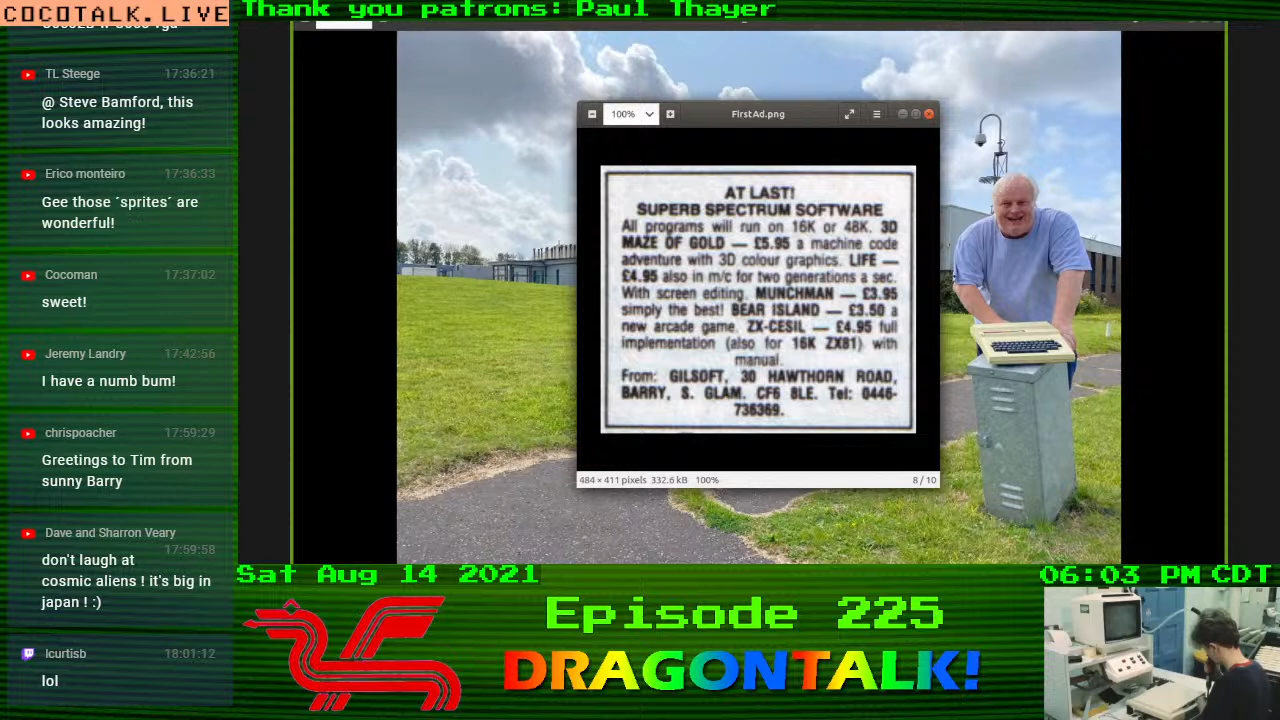 COCOTALK.LIVE
Thank you patrons: Paul Thayer
TL Steege 17:36:21
@ Steve Bamford, this
looks amazing!
Erico monteiro 17:36:33
Gee those ´sprites´ are
wonderful!
Cocoman 17:37:02
sweet!
Jeremy Landry 17:42:56
I have a numb bum!
chrispoacher 17:59:29
Greetings to Tim from
sunny Barry
Dave and Sharron Veary
17:59:58
don't laugh at
cosmic aliens ! it's big in
japan ! :)
lcurtisb 18:01:12
lol
100%
FirstAd.png
AT LAST!
SUPERB SPECTRUM SOFTWARE
All programs will run on 16K or 48K. 3D
MAZE OF GOLD — £5.95 a machine code
adventure with 3D colour graphics. LIFE —
£4.95 also in m/c for two generations a sec.
With screen editing. MUNCHMAN — £3.95
simply the best! BEAR ISLAND — £3.50 a
new arcade game. ZX-CESIL — £4.95 full
implementation (also for 16K ZX81) with
manual.
From: GILSOFT, 30 HAWTHORN ROAD,
BARRY, S. GLAM. CF6 8LE. Tel: 0446-
736369.
484 × 411 pixels 332.6 kB 100%
8 / 10
Sat Aug 14 2021
06:03 PM CDT
Episode 225
DRAGONTALK!